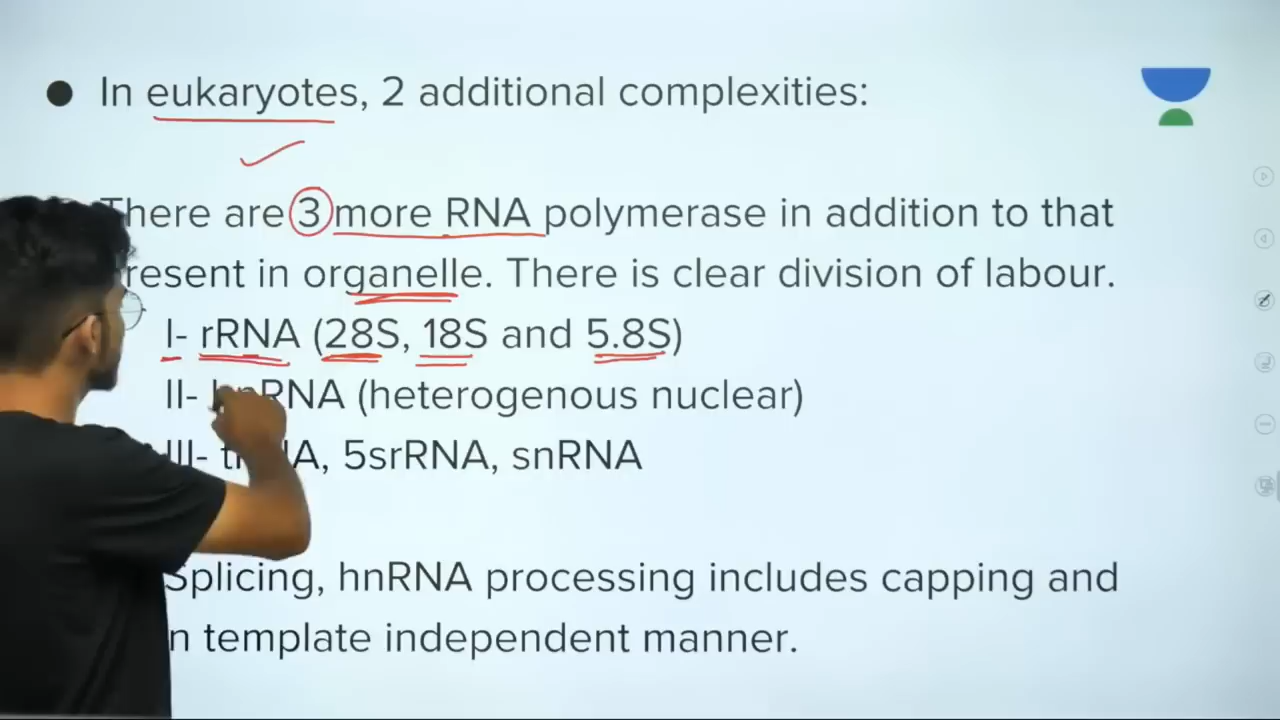 In eukaryotes, 2 additional complexities:
There are 3 more RNA polymerase in addition to that
resent in organelle. There is clear division of labour.
I- rRNA (28S, 18S and 5.8S)
II- hnRNA (heterogenous nuclear)
III- A, 5srRNA, snRNA
Splicing, hnRNA processing includes capping and
n template independent manner.